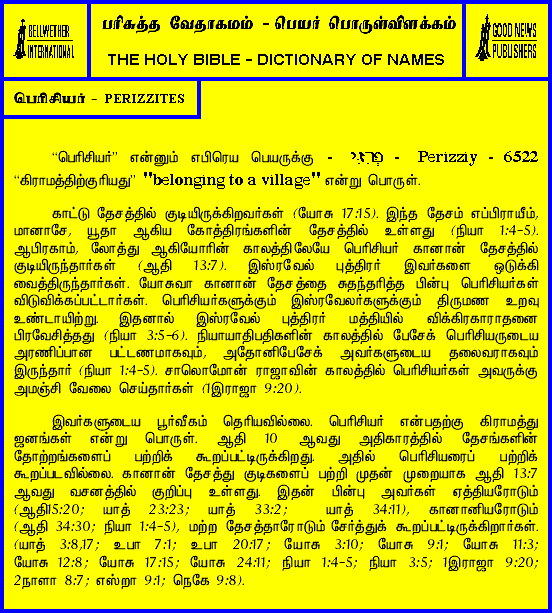 BELLWETHER
INTERNATIONAL
பரிசுத்த வேதாகமம் - பெயர் பொருள்விளக்கம்
THE HOLY BIBLE - DICTIONARY OF NAMES
GOOD NEWS
PUBLISHERS
பெரிசியர் - PERIZZITES
“பெரிசியர்” என்னும் எபிரெய பெயருக்கு - פְּרִזִּי - Perizziy - 6522
“கிராமத்திற்குரியது” "belonging to a village" என்று பொருள்.
காட்டு தேசத்தில் குடியிருக்கிறவர்கள் (யோசு 17:15). இந்த தேசம் எப்பிராயீம்,
மானாசே, யூதா ஆகிய கோத்திரங்களின் தேசத்தில் உள்ளது (நியா 1:4-5).
ஆபிரகாம், லோத்து ஆகியோரின் காலத்திலேயே பெரிசியர் கானான் தேசத்தில்
குடியிருந்தார்கள் (ஆதி 13:7). இஸ்ரவேல் புத்திரர் இவர்களை ஒடுக்கி
வைத்திருந்தார்கள். யோசுவா கானான் தேசத்தை சுதந்தரித்த பின்பு பெரிசியர்கள்
விடுவிக்கப்பட்டார்கள். பெரிசியர்களுக்கும் இஸ்ரவேலர்களுக்கும் திருமண உறவு
உண்டாயிற்று. இதனால் இஸ்ரவேல் புத்திரர் மத்தியில் விக்கிரகாராதனை
பிரவேசித்தது (நியா 3:5-6). நியாயாதிபதிகளின் காலத்தில் பேசேக் பெரிசியருடைய
அரணிப்பான பட்டணமாகவும், அதோனிபேசேக் அவர்களுடைய தலைவராகவும்
இருந்தார் (நியா 1:4-5). சாலொமோன் ராஜாவின் காலத்தில் பெரிசியர்கள் அவருக்கு
அமஞ்சி வேலை செய்தார்கள் (1இராஜா 9:20).
இவர்களுடைய பூர்வீகம் தெரியவில்லை. பெரிசியர் என்பதற்கு கிராமத்து
ஜனங்கள் என்று பொருள். ஆதி 10 ஆவது அதிகாரத்தில் தேசங்களின்
தோற்றங்களைப் பற்றிக் கூறப்பட்டிருக்கிறது. அதில் பெரிசியரைப் பற்றிக்
கூறப்படவில்லை. கானான் தேசத்து குடிகளைப் பற்றி முதன் முறையாக ஆதி 13:7
ஆவது வசனத்தில் குறிப்பு உள்ளது. இதன் பின்பு அவர்கள் ஏத்தியரோடும்
(ஆதி15:20; யாத் 23:23; யாத் 33:2; யாத் 34:11), கானானியரோடும்
(ஆதி 34:30; நியா 1:4-5), மற்ற தேசத்தாரோடும் சேர்த்துக் கூறப்பட்டிருக்கிறார்கள்.
(யாத் 3:8,17; உபா 7:1; உபா 20:17; யோசு 3:10; யோசு 9:1; யோசு 11:3;
யோசு 12:8; யோசு 17:15; யோசு 24:11; நியா 1:4-5; நியா 3:5; 1இராஜா 9:20;
2நாளா 8:7; எஸ்றா 9:1; நெகே 9:8).